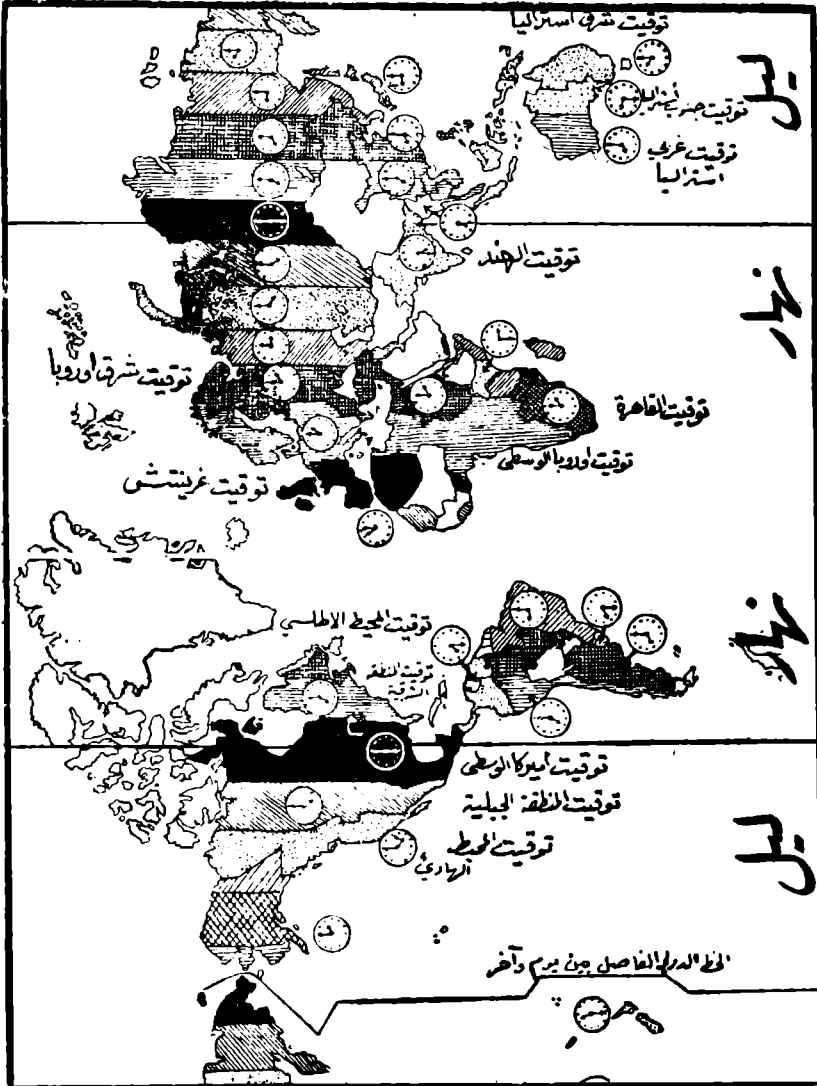 توقيت شرق استراليا
ليل
توقيت جنوب استراليا
توقيت غربي
استراليا
توقيت الهند
نهار
توقيت شرق اوروبا
توقيت القاهرة
توقيت اوروبا الوسطى
توقيت غرينتش
نهار
توقيت المحيط الاطلسي
توقيت المنطقة
الشرقية
توقيت اميركا الوسطى
توقيت المنطقة الجبلية
توقيت المحيط
الهادئ
ليل
الخط الدولي الفاصل بين يوم وآخر